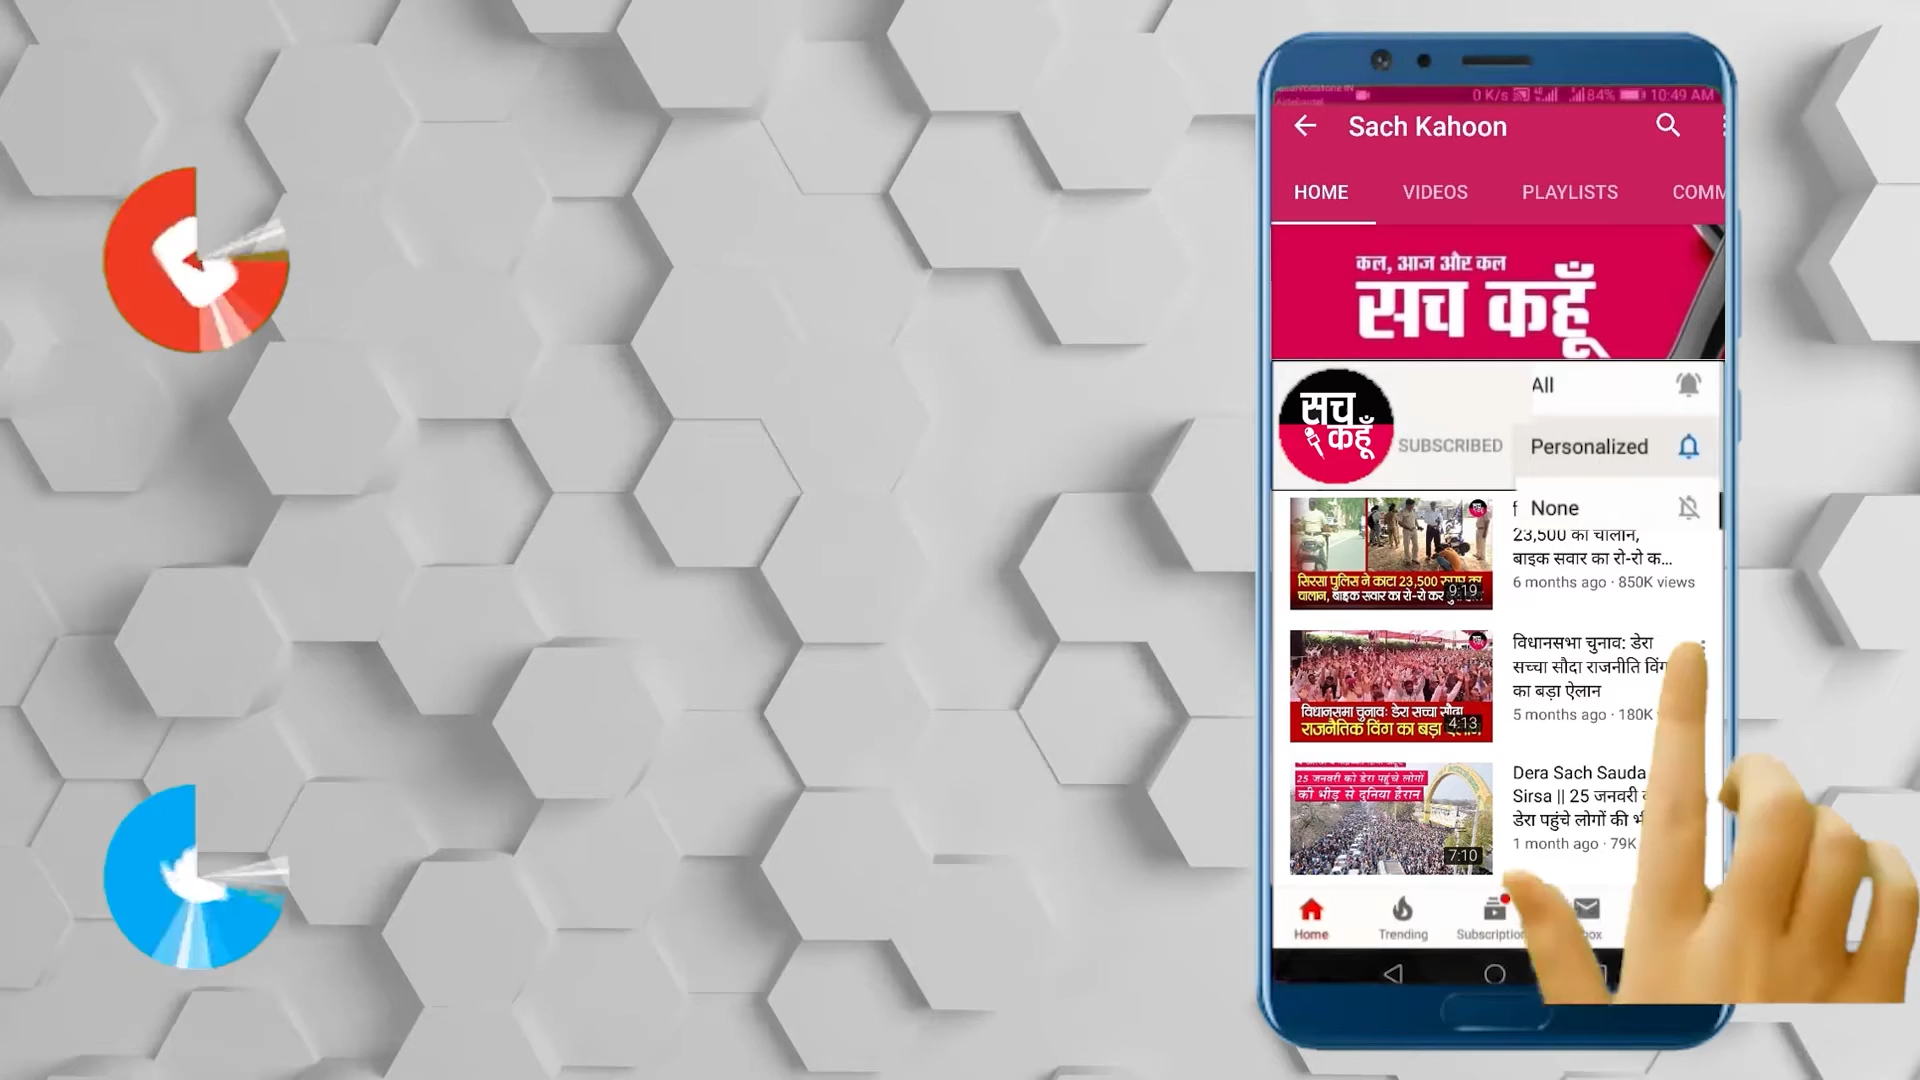 0 K/s 84% 10:49 AM
Sach Kahoon
HOME VIDEOS PLAYLISTS COMM
कल, आज और कल
सच कहूँ
सच
कहूँ
SUBSCRIBED
All
Personalized
None
23,500 का चालान,
बाइक सवार का रो-रो क...
6 months ago · 850K views
सिरसा पुलिस ने काटा 23,500
चालान, बाइक सवार का रो-रो कर
9:19
विधानसभा चुनाव: डेरा
सच्चा सौदा राजनीति विंग
का बड़ा ऐलान
5 months ago · 180K
विधानसभा चुनाव: डेरा सच्चा सौदा
राजनैतिक विंग का बड़ा
4:13
Dera Sach Sauda
Sirsa || 25 जनवरी
डेरा पहुंचे लोगों की
1 month ago · 79K
25 जनवरी को डेरा पहुंचे लोगों
की भीड़ से दुनिया हैरान
7:10
Home Trending Subscription